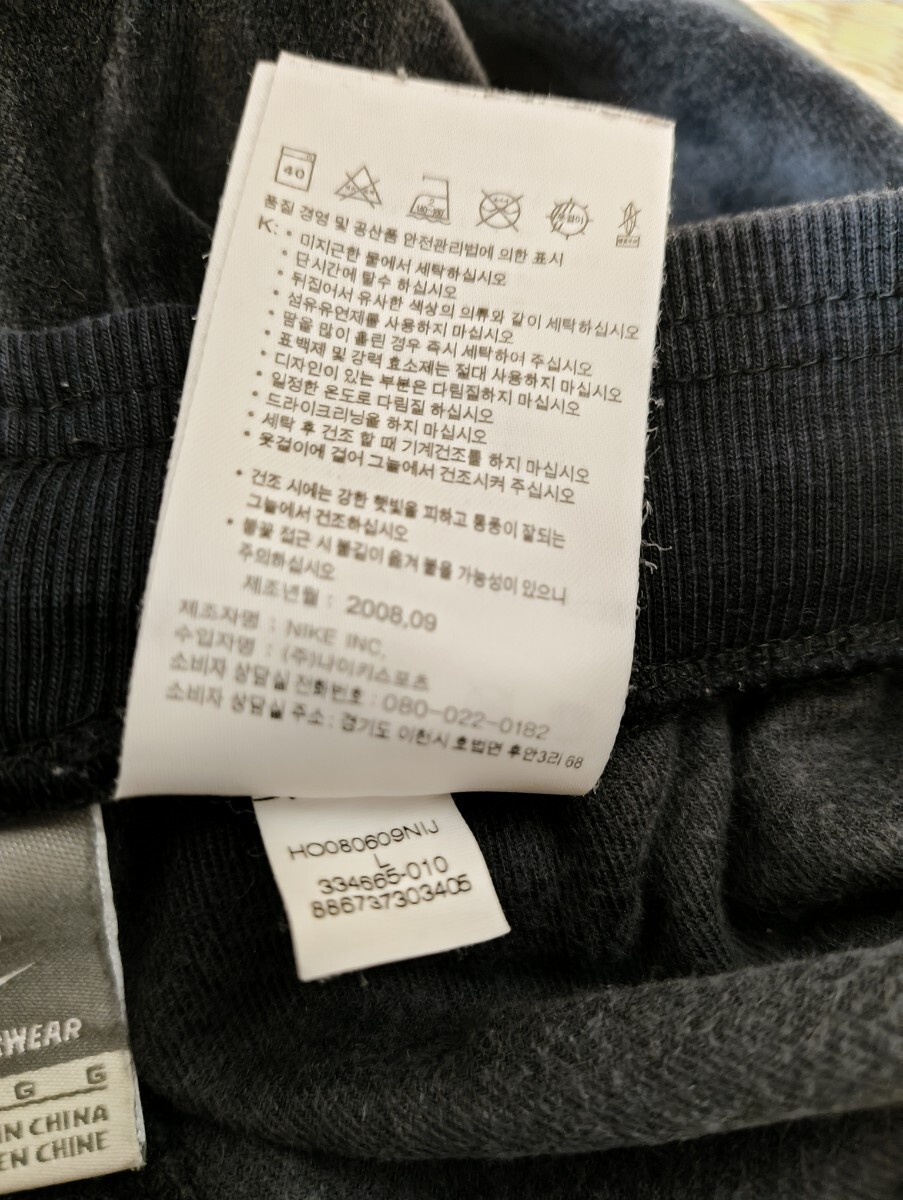 40
품질 경영 및 공산품 안전관리법에 의한 표시
K: • 미지근한 물에서 세탁하십시오
• 단시간에 탈수 하십시오
• 뒤집어서 유사한 색상의 의류와 같이 세탁하십시오
• 섬유유연제를 사용하지 마십시오
• 땀을 많이 흘린 경우 즉시 세탁하여 주십시오
• 표백제 및 강력 효소제는 절대 사용하지 마십시오
• 디자인이 있는 부분은 다림질하지 마십시오
• 일정한 온도로 다림질 하십시오
• 드라이크리닝을 하지 마십시오
• 세탁 후 건조 할 때 기계건조를 하지 마십시오
• 옷걸이에 걸어 그늘에서 건조시켜 주십시오
• 건조 시에는 강한 햇빛을 피하고 통풍이 잘되는
그늘에서 건조하십시오
• 불꽃 접근 시 불길이 옮겨 붙을 가능성이 있으니
주의하십시오
제조년월 : 2008,09
제조자명 : NIKE INC,
수입자명 : (주)나이키스포츠
소비자 상담실 전화번호 : 080-022-0182
소비자 상담실 주소 : 경기도 이천시 호법면 후안3리 68
HO080609NIJ
L
334665-010
886737303405
WEAR
G G
IN CHINA
EN CHINE